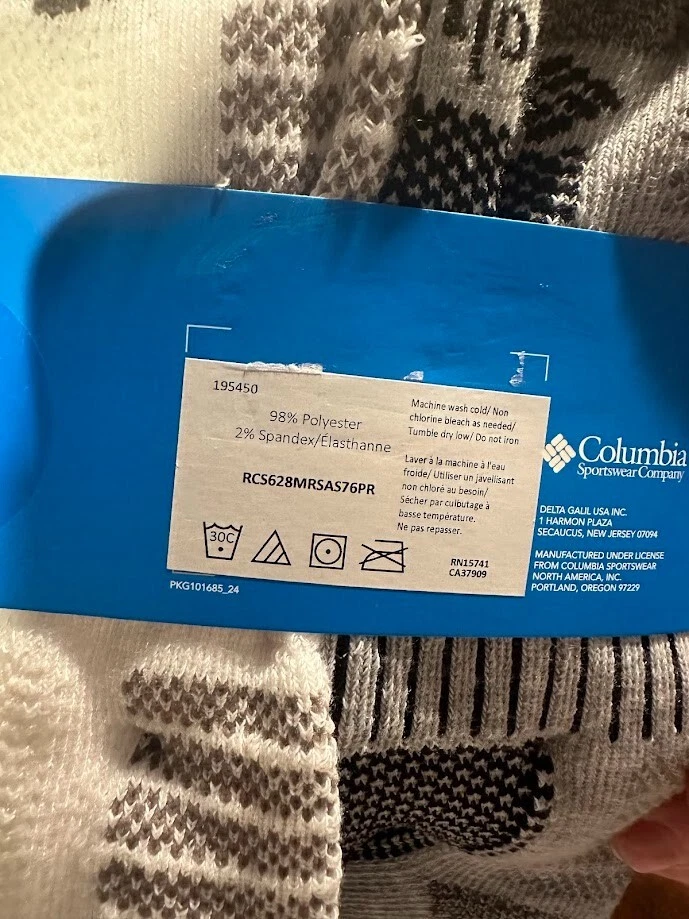 195450
98% Polyester
2% Spandex/Élasthanne
RCS628MRSAS76PR
30C
Machine wash cold/ Non
chlorine bleach as needed/
Tumble dry low/ Do not iron
Laver à la machine à l'eau
froide/ Utiliser un javellisant
non chloré au besoin/
Sécher par culbutage à
basse température.
Ne pas repasser.
RN15741
CA37909
PKG101685_24
Columbia
Sportswear Company
DELTA GALIL USA INC.
1 HARMON PLAZA
SECAUCUS, NEW JERSEY 07094
MANUFACTURED UNDER LICENSE
FROM COLUMBIA SPORTSWEAR
NORTH AMERICA, INC.
PORTLAND, OREGON 97229